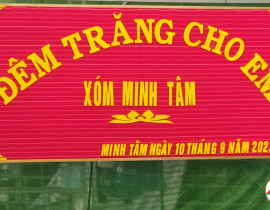 ĐÊM TRĂNG CHO EM
XÓM MINH TÂM
MINH TÂM NGÀY 10 THÁNG 9 NĂM 202